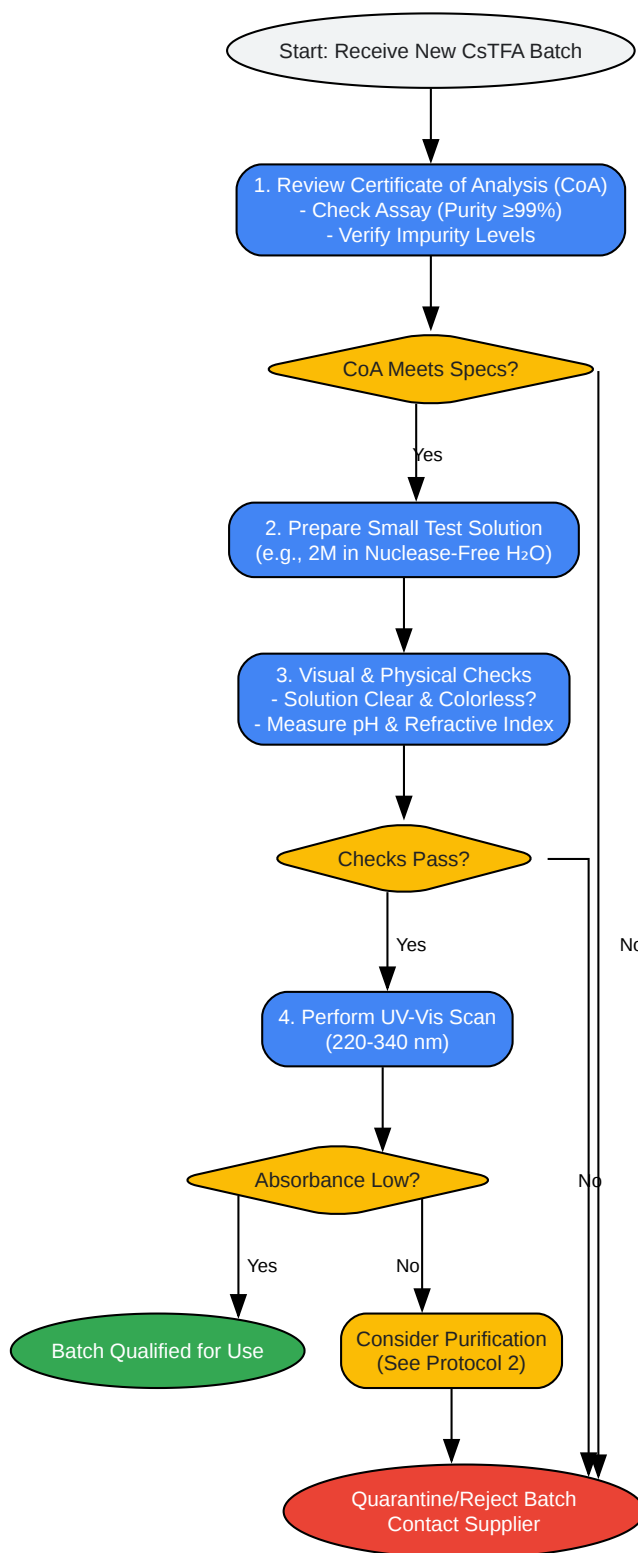 Start: Receive New CsTFA Batch
1. Review Certificate of Analysis (CoA)
- Check Assay (Purity ≥99%)
- Verify Impurity Levels
CoA Meets Specs?
Yes
2. Prepare Small Test Solution
(e.g., 2M in Nuclease-Free H₂O)
3. Visual & Physical Checks
- Solution Clear & Colorless?
- Measure pH & Refractive Index
Checks Pass?
Yes
No
4. Perform UV-Vis Scan
(220-340 nm)
Absorbance Low?
No
Yes
No
Batch Qualified for Use
Consider Purification
(See Protocol 2)
Quarantine/Reject Batch
Contact Supplier